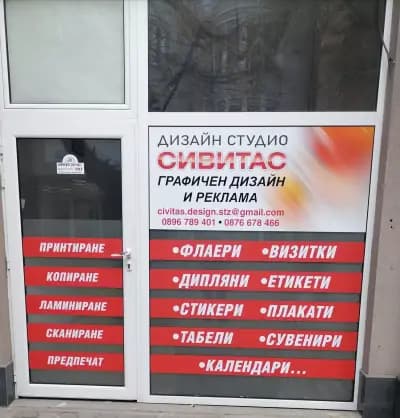 ДИЗАЙН СТУДИО
СИВИТАС
ГРАФИЧЕН ДИЗАЙН
И РЕКЛАМА
civitas.design.stz@gmail.com
0896 789 401 • 0876 678 466
ПРИНТИРАНЕ
КОПИРАНЕ
ЛАМИНИРАНЕ
СКАНИРАНЕ
ПРЕДПЕЧАТ
•ФЛАЕРИ •ВИЗИТКИ
•ДИПЛЯНИ •ЕТИКЕТИ
•СТИКЕРИ •ПЛАКАТИ
•ТАБЕЛИ •СУВЕНИРИ
•КАЛЕНДАРИ...